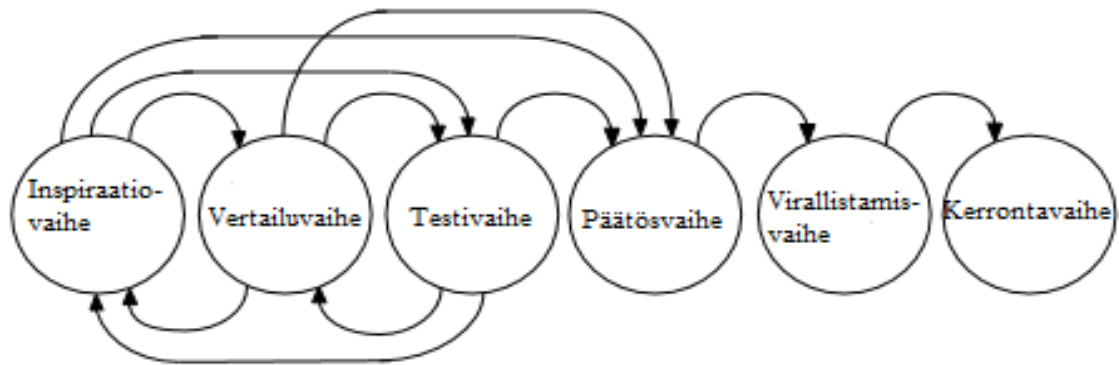 Inspiraatio-
vaihe
Vertailuvaihe
Testivaihe
Päätösvaihe
Virallistamis-
vaihe
Kerrontavaihe